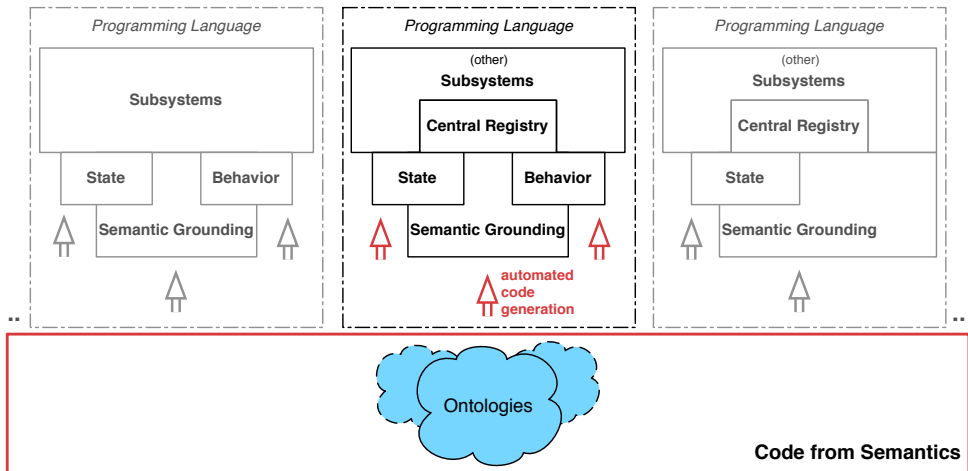 Programming Language
Subsystems
State
Behavior
Semantic Grounding
Programming Language
(other)
Subsystems
Central Registry
State
Behavior
Semantic Grounding
automated
code
generation
Programming Language
(other)
Subsystems
Central Registry
State
Semantic Grounding
..
..
Ontologies
Code from Semantics